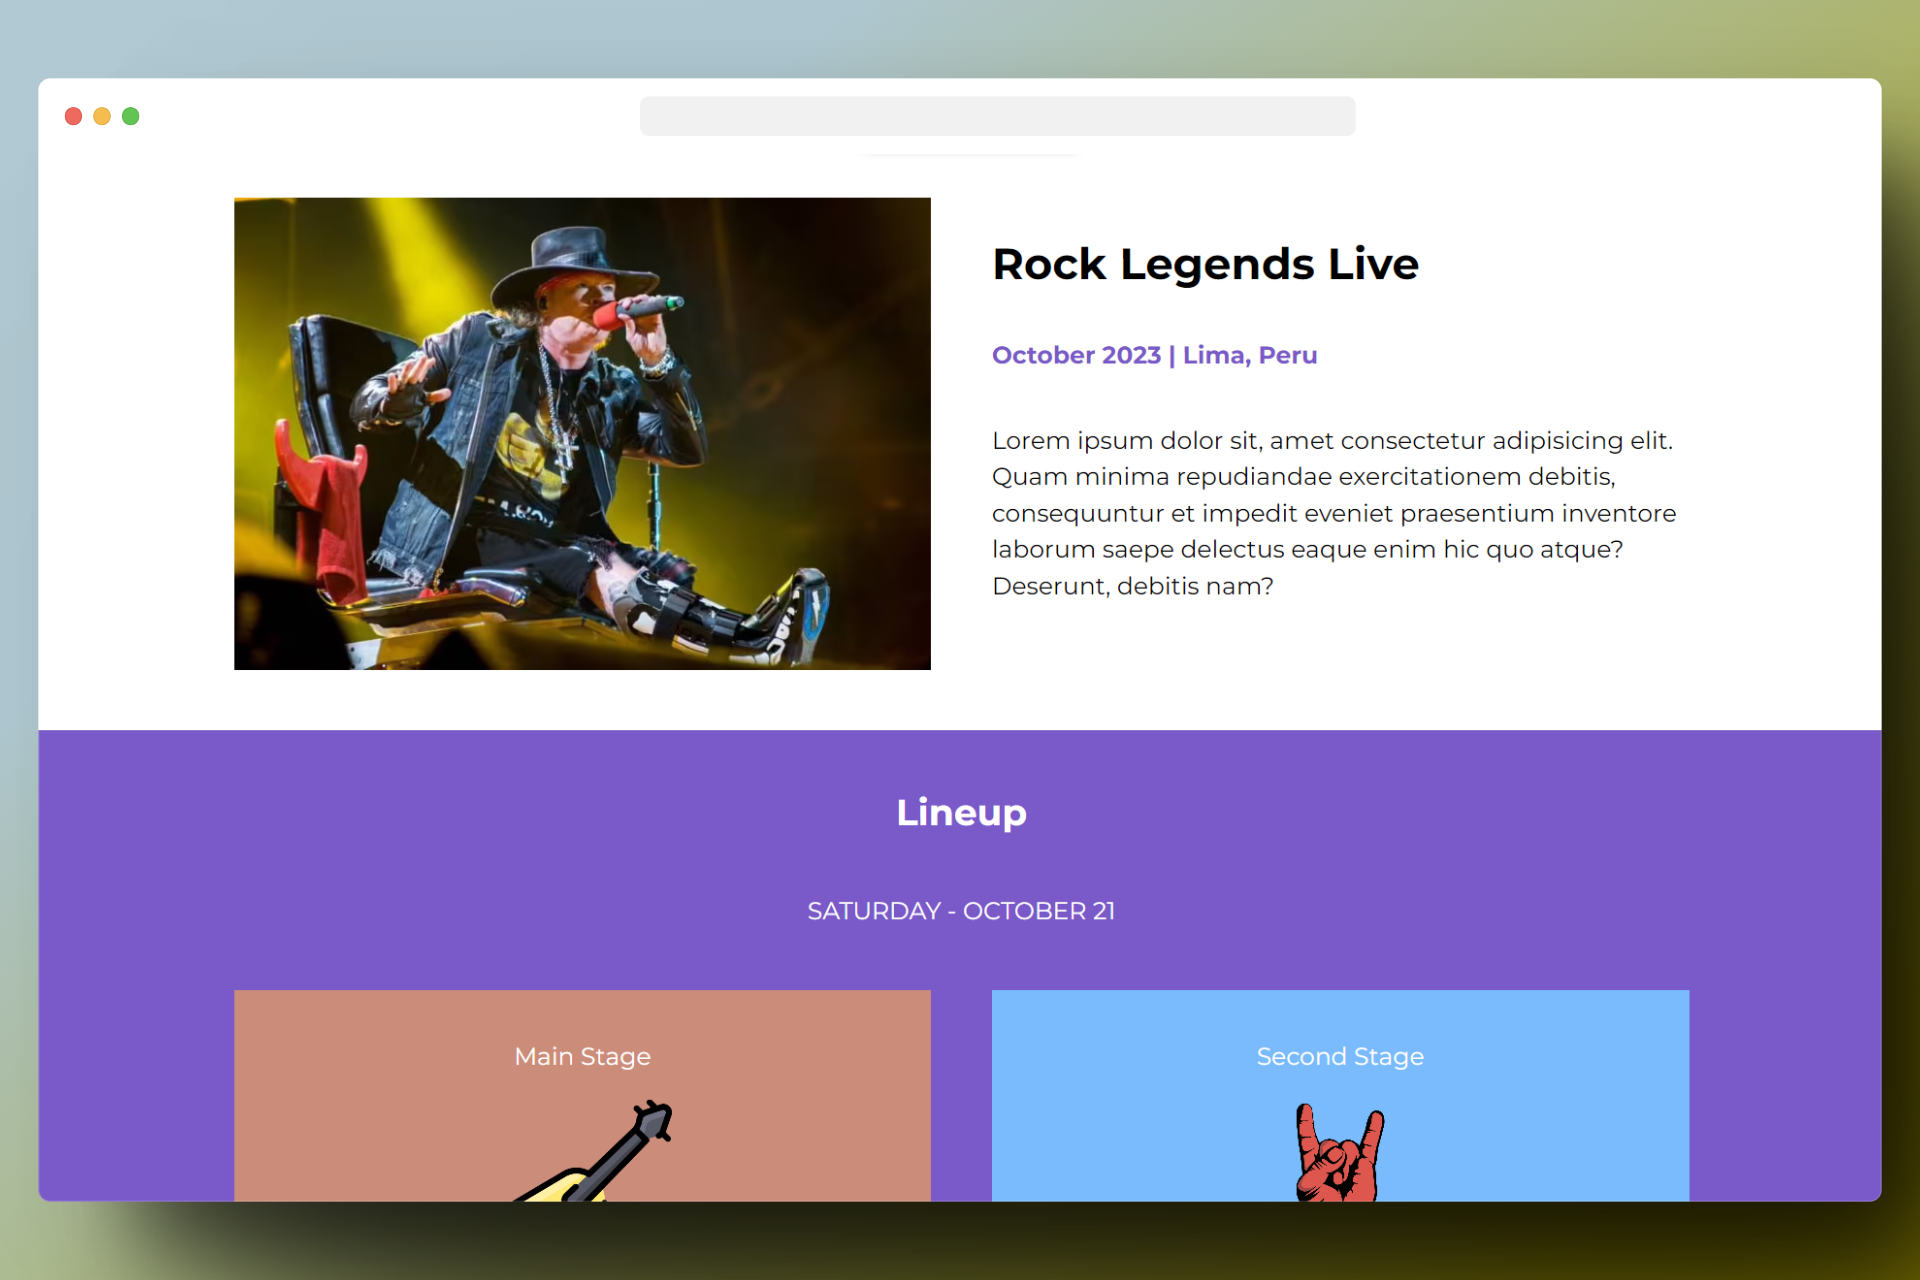 Rock Legends Live
October 2023 | Lima, Peru
Lorem ipsum dolor sit, amet consectetur adipisicing elit.
Quam minima repudiandae exercitationem debitis,
consequuntur et impedit eveniet praesentium inventore
laborum saepe delectus eaque enim hic quo atque?
Deserunt, debitis nam?
Lineup
SATURDAY - OCTOBER 21
Main Stage
Second Stage